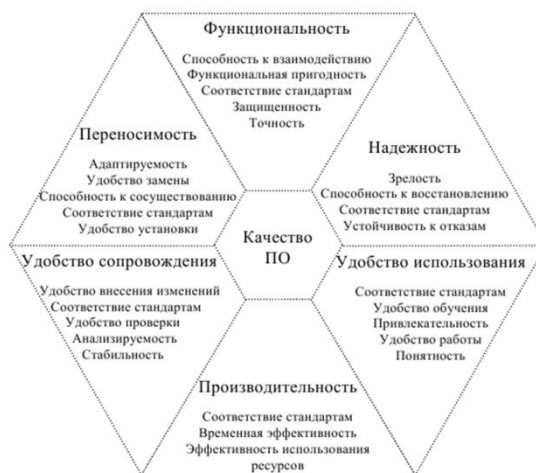 Функциональность
Способность к взаимодействию
Функциональная пригодность
Соответствие стандартам
Защищенность
Точность
Переносимость
Адаптируемость
Удобство замены
Способность к сосуществованию
Соответствие стандартам
Удобство установки
Надежность
Зрелость
Способность к восстановлению
Соответствие стандартам
Устойчивость к отказам
Качество
ПО
Удобство сопровождения
Удобство внесения изменений
Соответствие стандартам
Удобство проверки
Анализируемость
Стабильность
Удобство использования
Соответствие стандартам
Удобство обучения
Привлекательность
Удобство работы
Понятность
Производительность
Соответствие стандартам
Временная эффективность
Эффективность использования
ресурсов